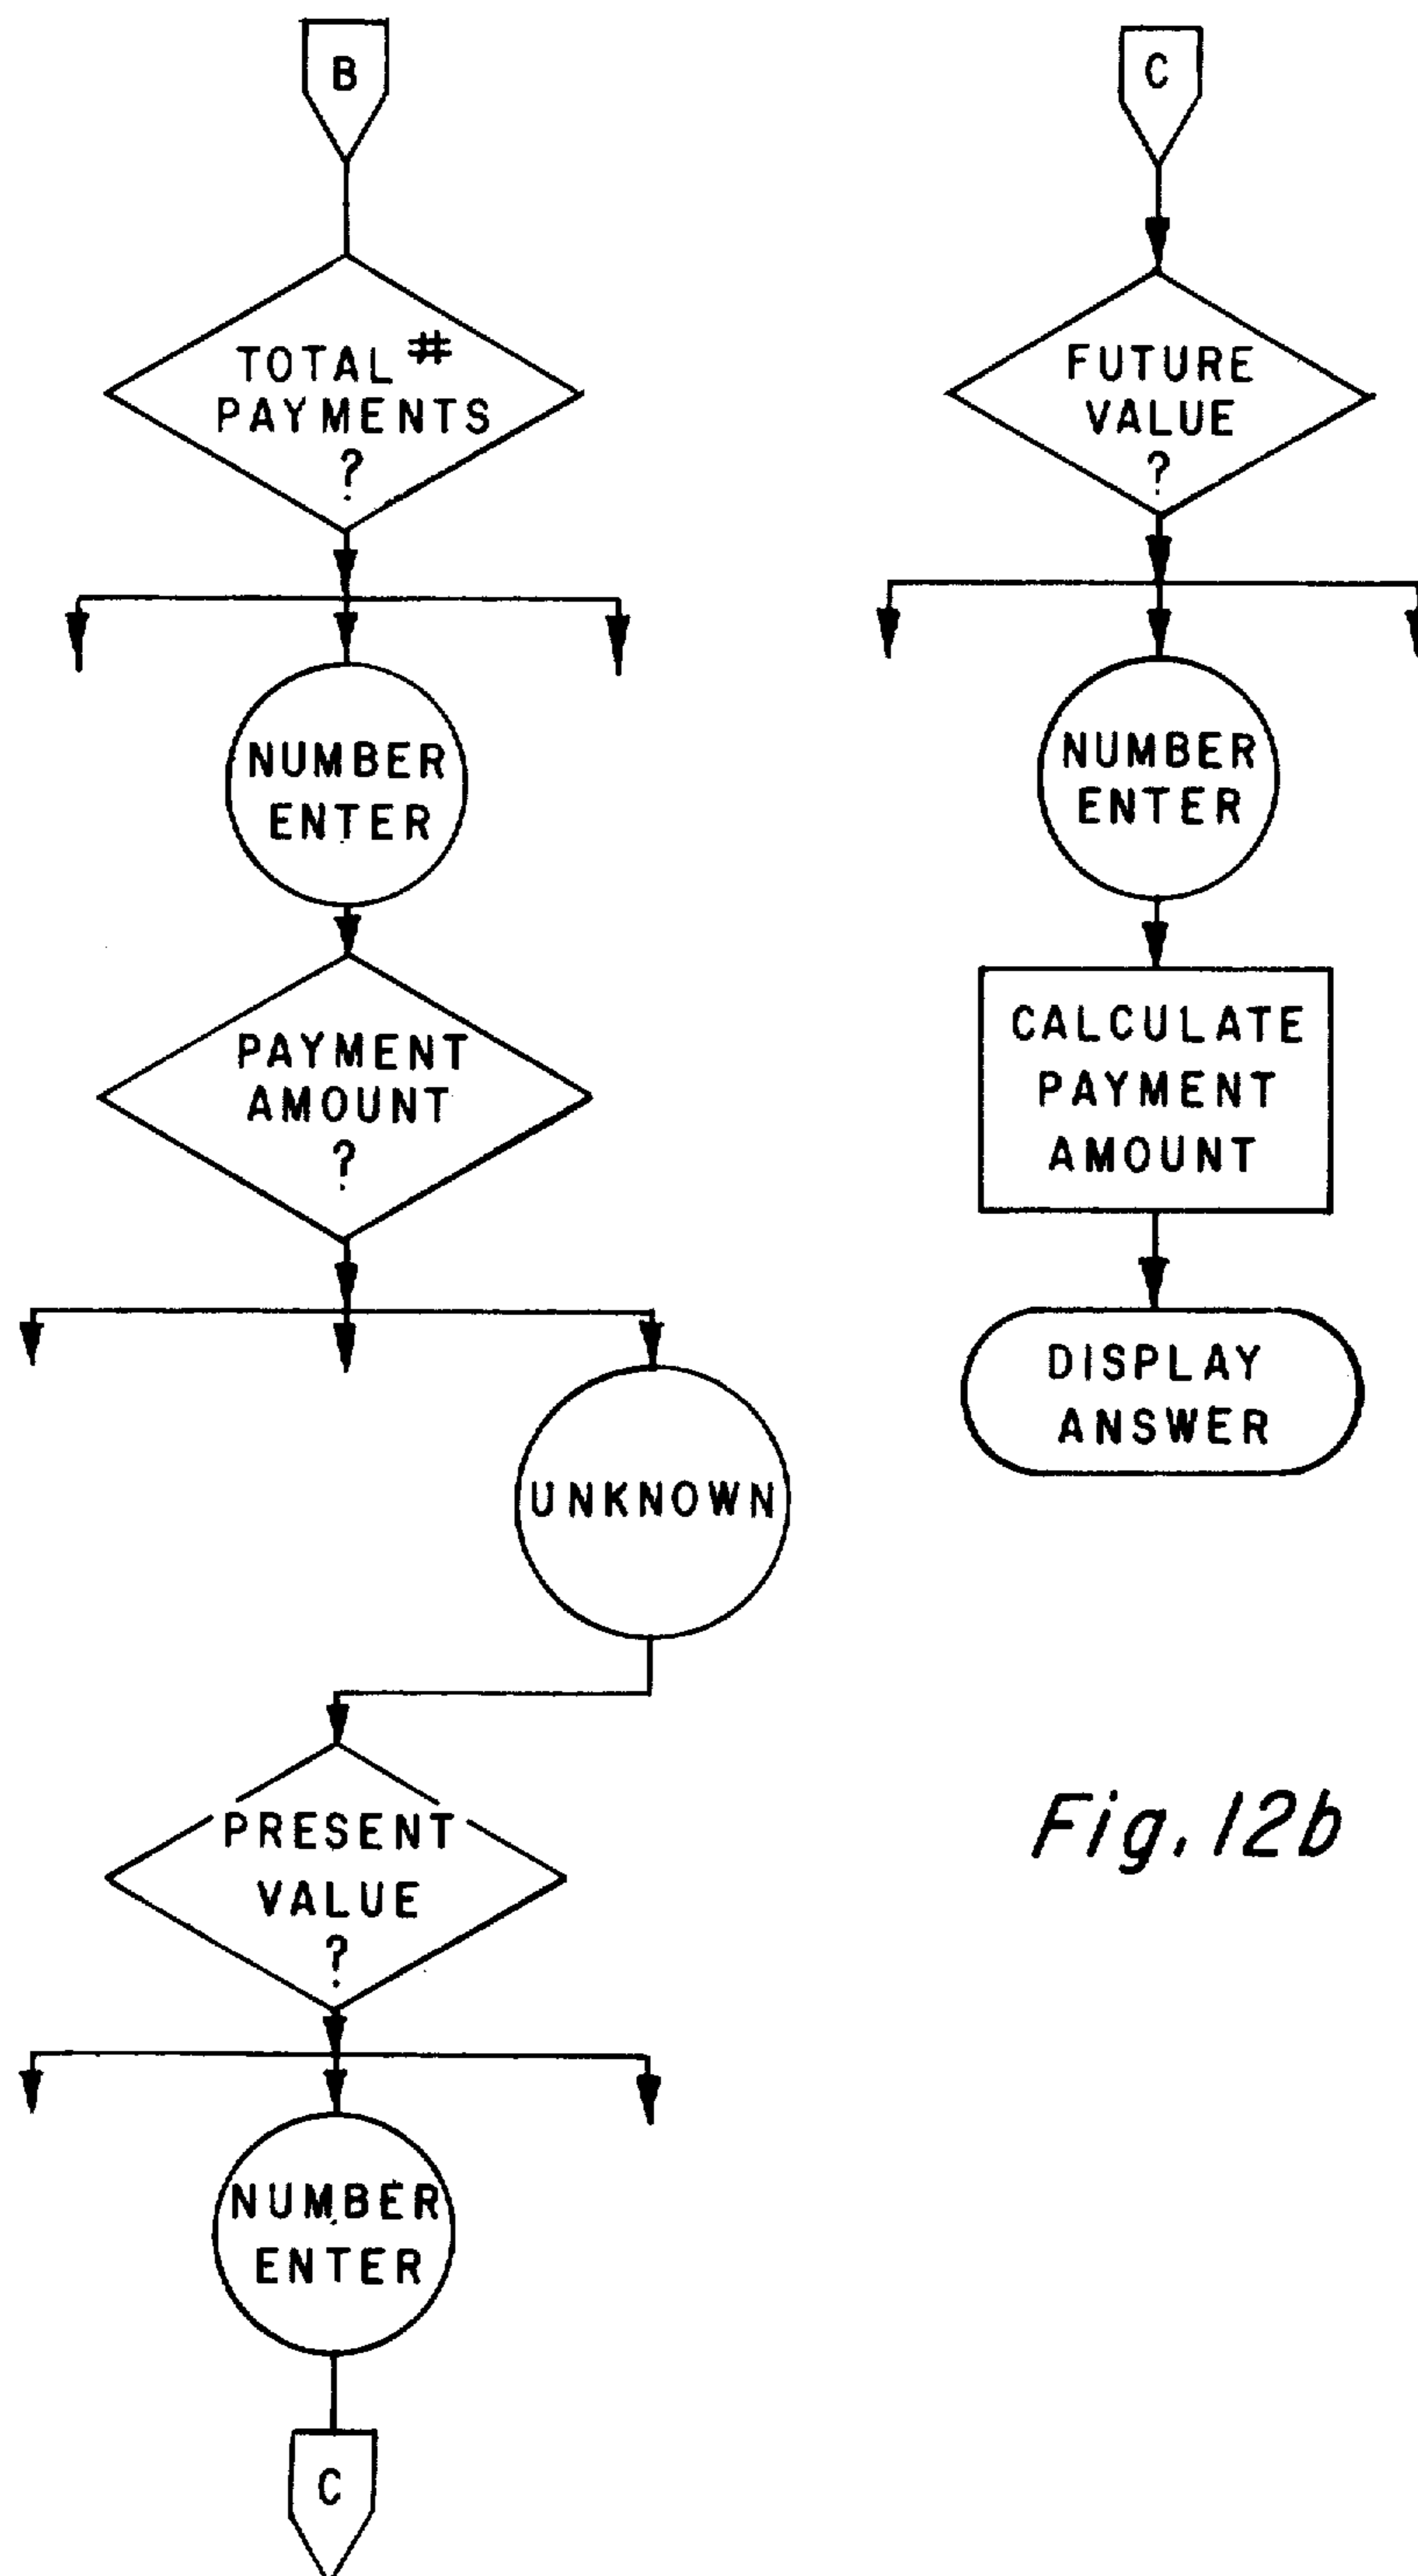 B
TOTAL #
PAYMENTS
?
NUMBER
ENTER
PAYMENT
AMOUNT
?
UNKNOWN
PRESENT
VALUE
?
NUMBER
ENTER
C
C
FUTURE
VALUE
?
NUMBER
ENTER
CALCULATE
PAYMENT
AMOUNT
DISPLAY
ANSWER
Fig. 12b